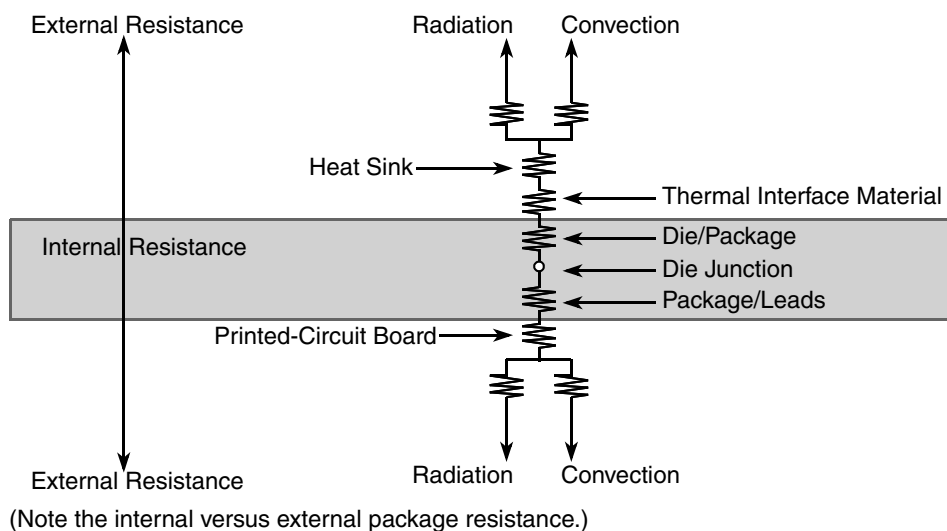 External Resistance
Radiation
Convection
Heat Sink
Thermal Interface Material
Internal Resistance
Die/Package
Die Junction
Package/Leads
Printed-Circuit Board
Radiation
Convection
External Resistance
(Note the internal versus external package resistance.)